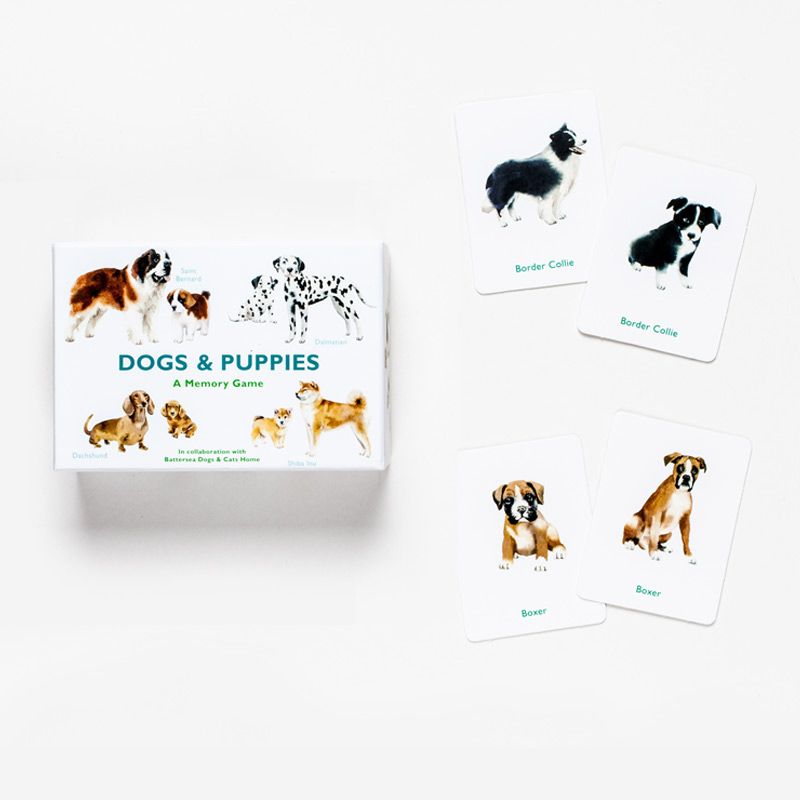 Saint
Bernard
Dalmatian
DOGS & PUPPIES
A Memory Game
Dachshund
In collaboration with
Battersea Dogs & Cats Home
Shiba Inu
Border Collie
Border Collie
Boxer
Boxer